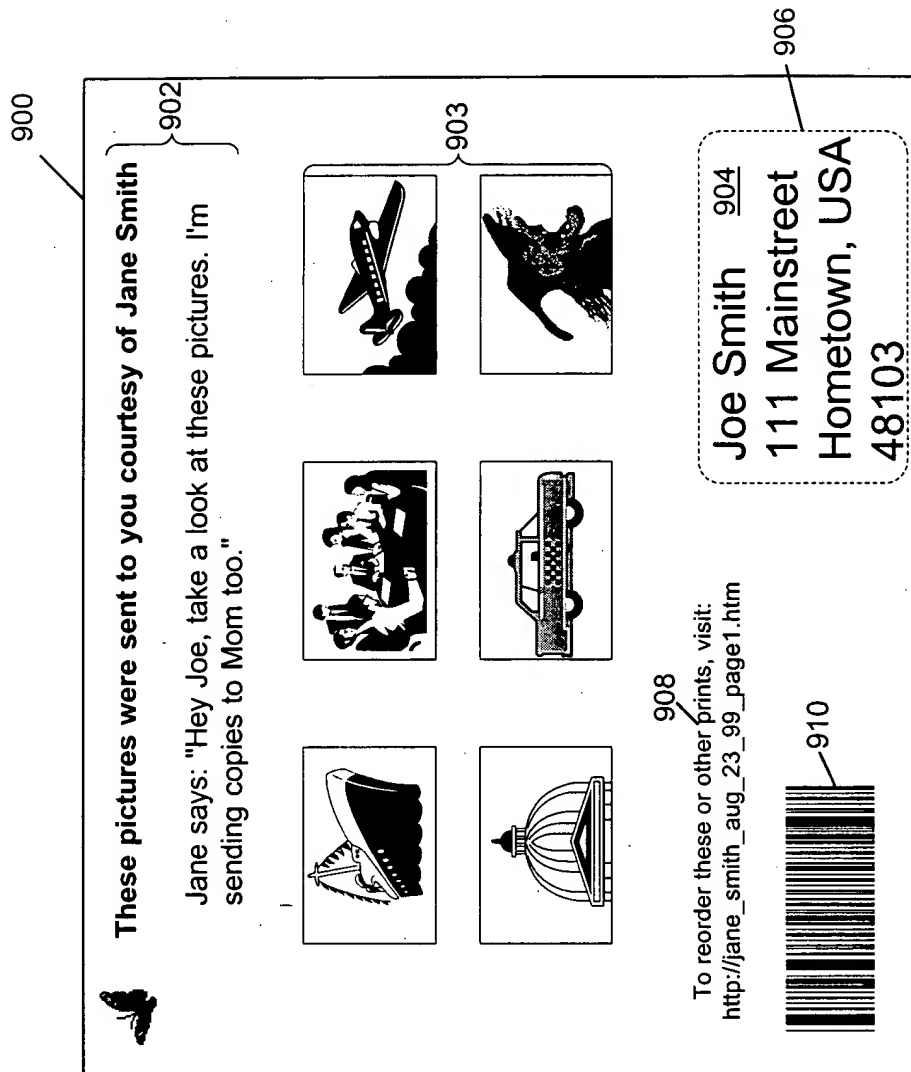 900
These pictures were sent to you courtesy of Jane Smith
902
Jane says: "Hey Joe, take a look at these pictures. I'm
sending copies to Mom too."
903
906
Joe Smith 904
111 Mainstreet
Hometown, USA
48103
908
To reorder these or other prints, visit:
http://jane_smith_aug_23_99_page1.htm
910